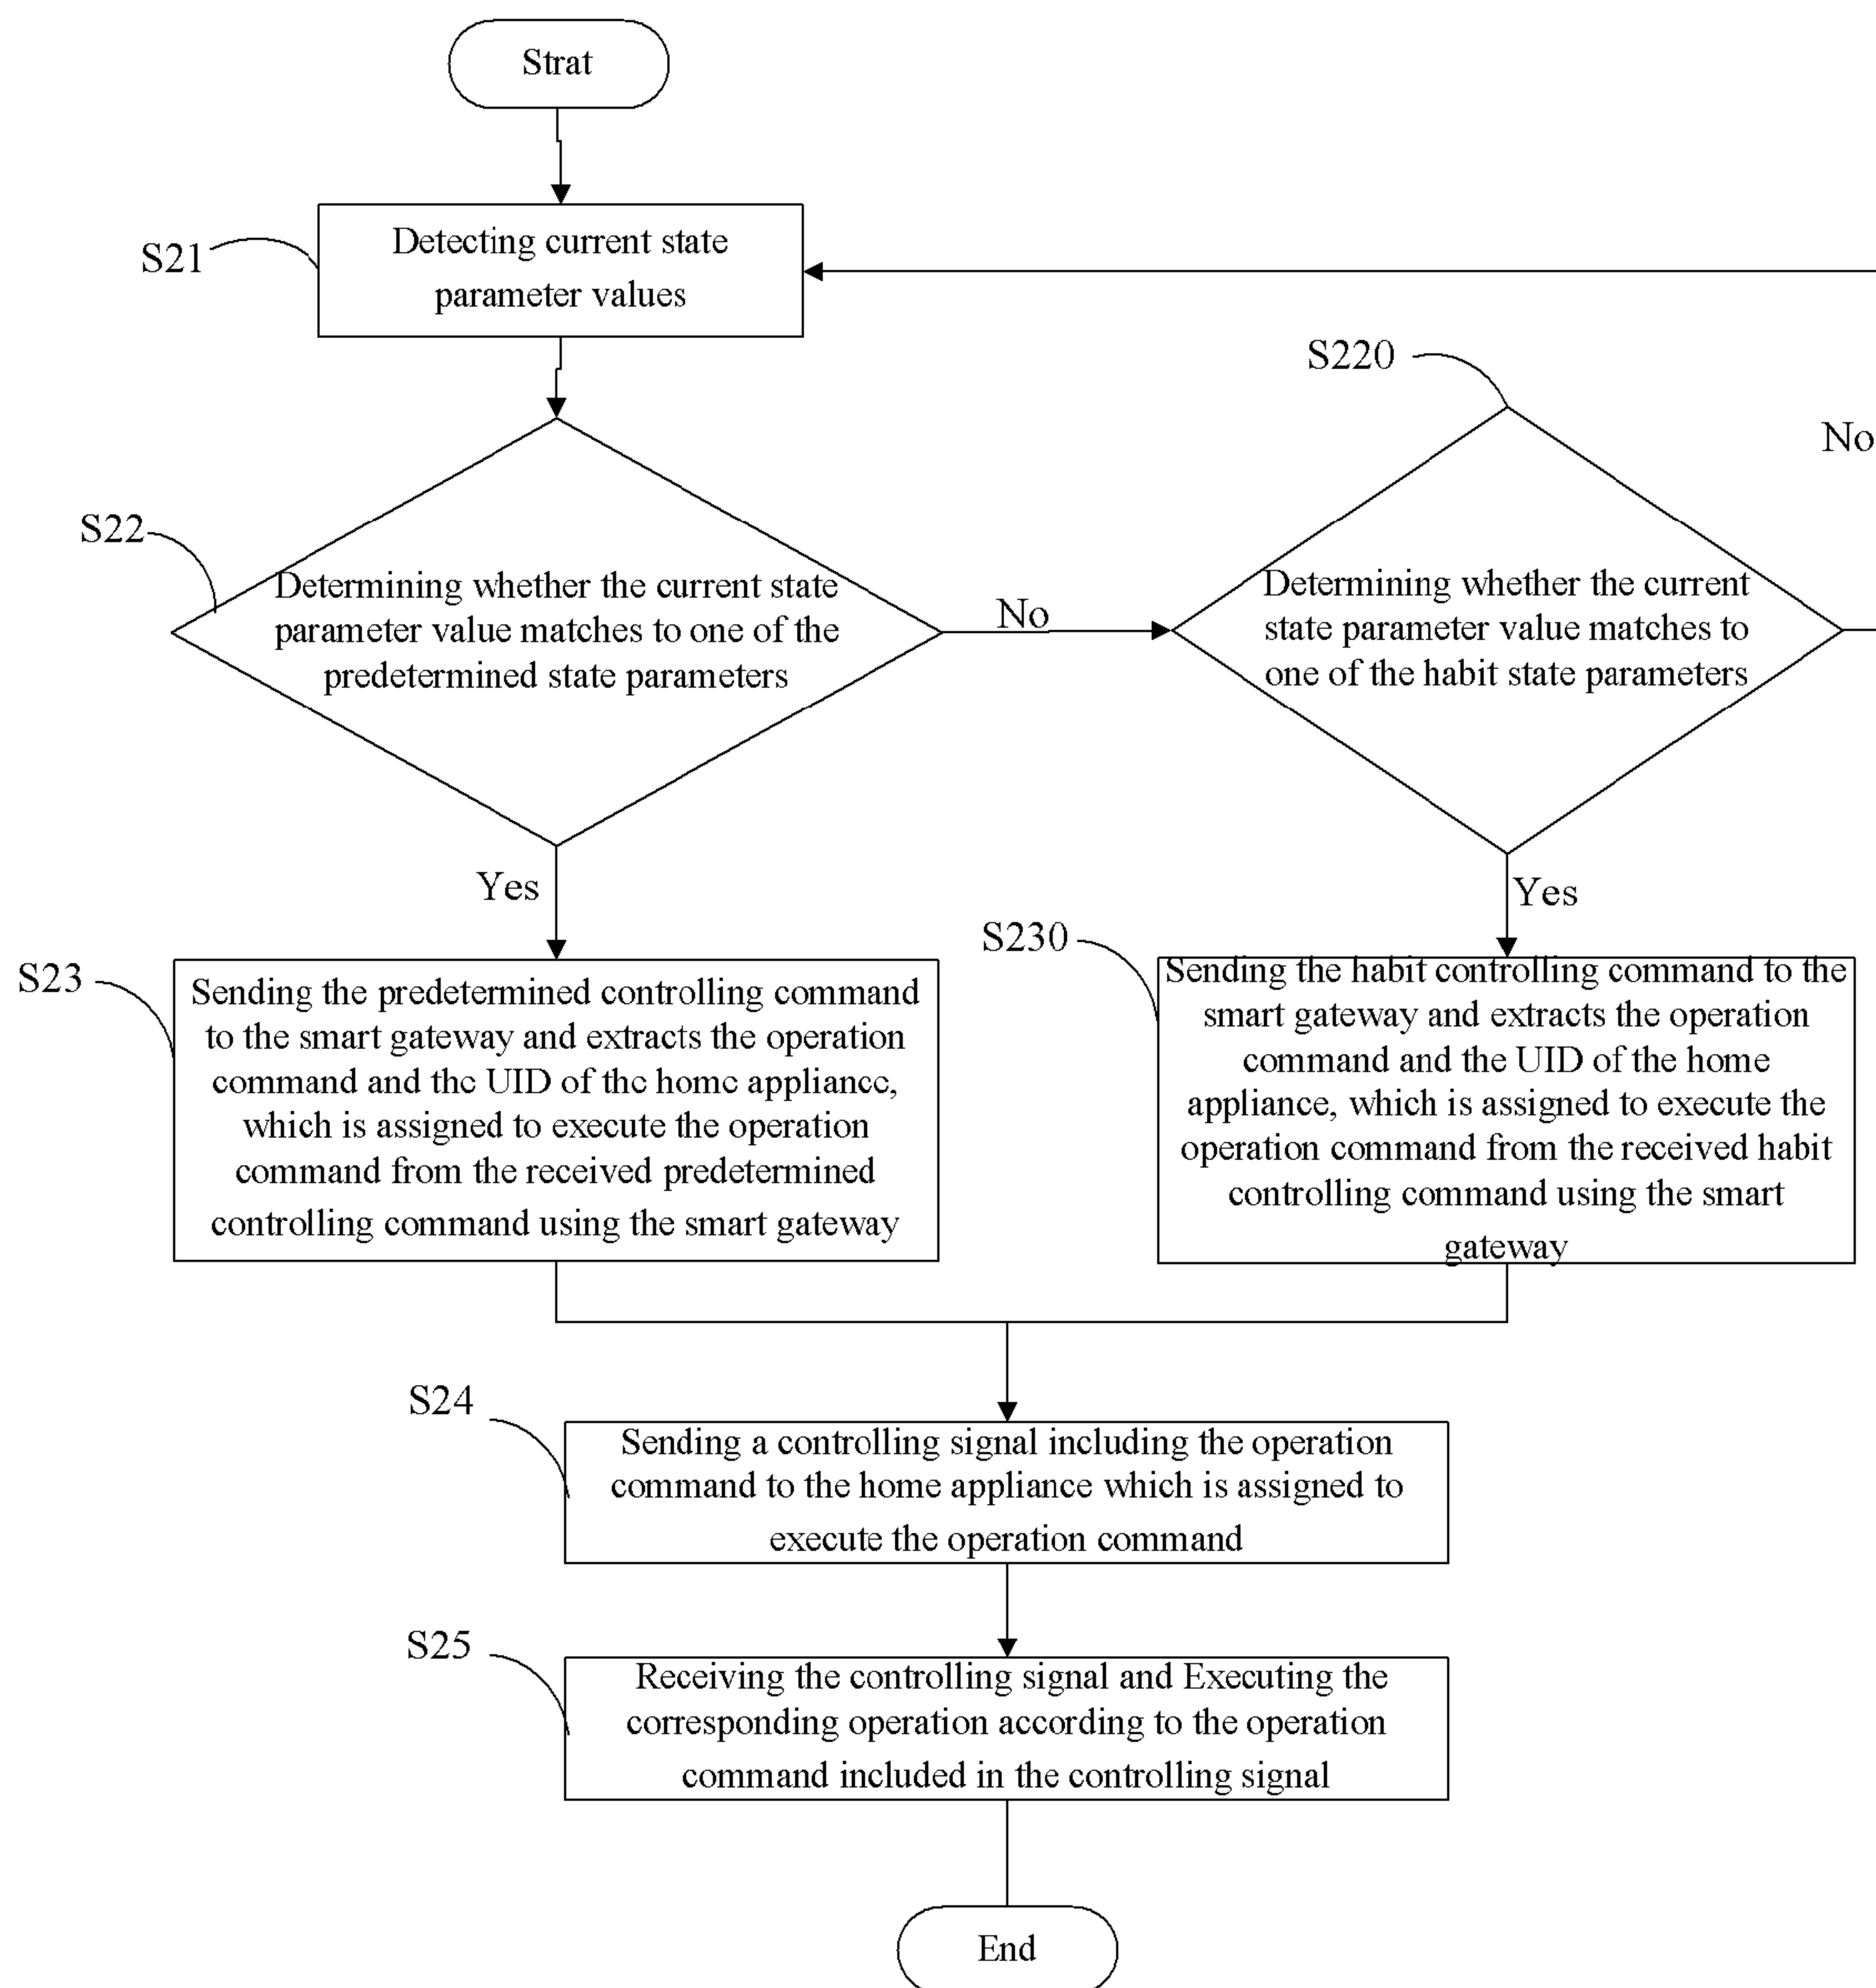 Strat
S21
Detecting current state
parameter values
S220
No
S22
Determining whether the current state
parameter value matches to one of the
predetermined state parameters
No
Determining whether the current
state parameter value matches to
one of the habit state parameters
Yes
Yes
S23
Sending the predetermined controlling command
to the smart gateway and extracts the operation
command and the UID of the home appliance,
which is assigned to execute the operation
command from the received predetermined
controlling command using the smart gateway
S230
Sending the habit controlling command to the
smart gateway and extracts the operation
command and the UID of the home
appliance, which is assigned to execute the
operation command from the received habit
controlling command using the smart
gateway
S24
Sending a controlling signal including the operation
command to the home appliance which is assigned to
execute the operation command
S25
Receiving the controlling signal and Executing the
corresponding operation according to the operation
command included in the controlling signal
End